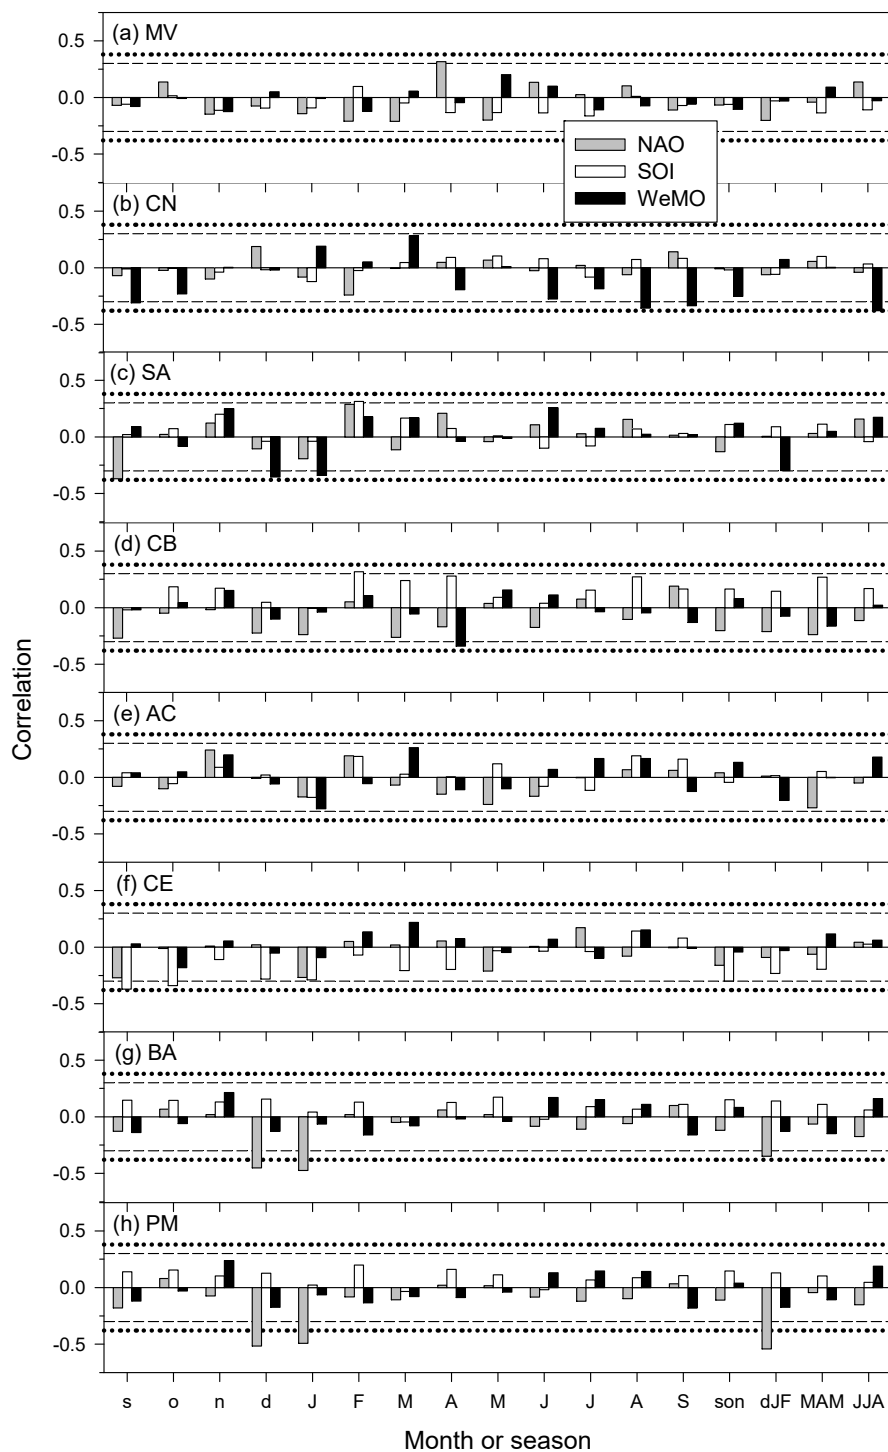 (a) MV
0.5
0.0
-0.5
NAO
SOI
WeMO
(b) CN
0.5
0.0
-0.5
(c) SA
0.5
0.0
-0.5
(d) CB
0.5
0.0
-0.5
Correlation
(e) AC
0.5
0.0
-0.5
(f) CE
0.5
0.0
-0.5
(g) BA
0.5
0.0
-0.5
(h) PM
0.5
0.0
-0.5
s o n d J F M A M J J A S son dJF MAM JJA
Month or season